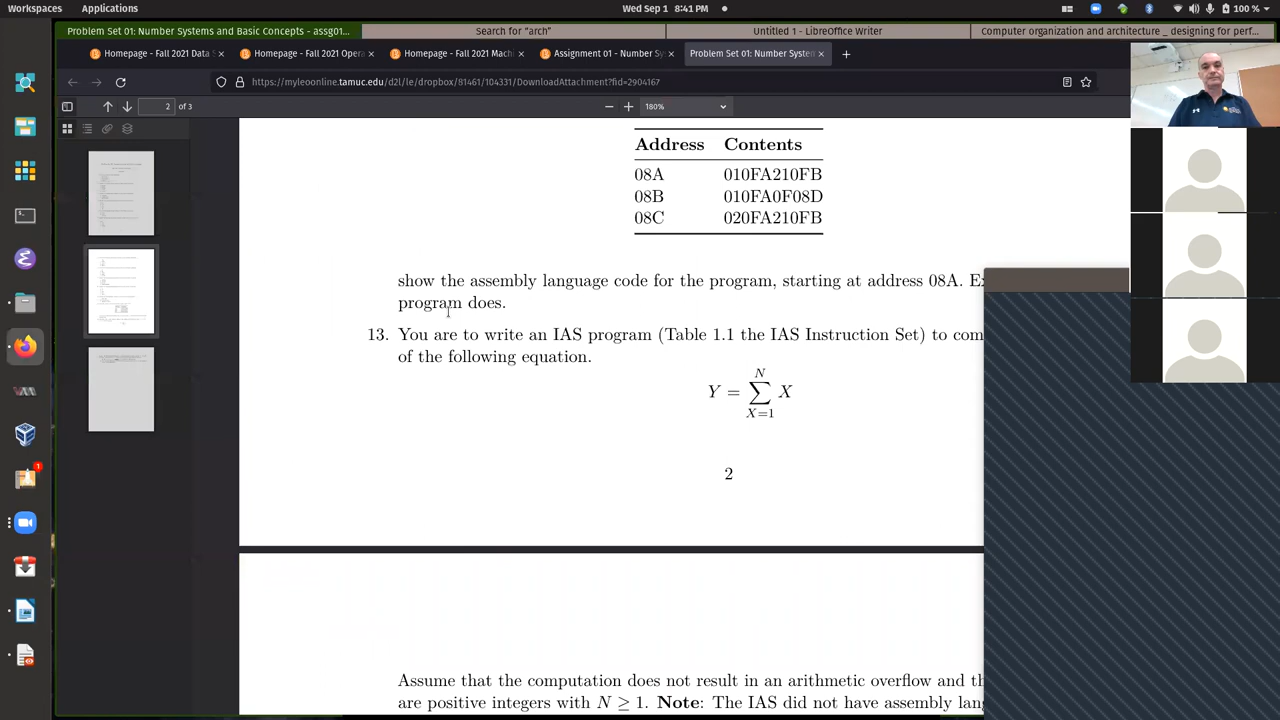 Workspaces Applications Wed Sep 1 8:41 PM 100 %
Problem Set 01: Number Systems and Basic Concepts - assg01... Search for "arch" Untitled 1 - LibreOffice Writer Computer organization and architecture _ designing for perf...
Homepage - Fall 2021 Data S Homepage - Fall 2021 Opera Homepage - Fall 2021 Machi Assignment 01 - Number Sy Problem Set 01: Number System
https://myleoonline.tamuc.edu/d2l/le/dropbox/81461/104331/DownloadAttachment?fid=2904167
2 of 3 180%
Address Contents
08A 010FA210FB
08B 010FA0F08D
08C 020FA210FB
show the assembly language code for the program, starting at address 08A. Ex
program does.
13. You are to write an IAS program (Table 1.1 the IAS Instruction Set) to com
of the following equation.
N
Y = ∑ X
X=1
2
Assume that the computation does not result in an arithmetic overflow and th
are positive integers with N ≥ 1. Note: The IAS did not have assembly lang